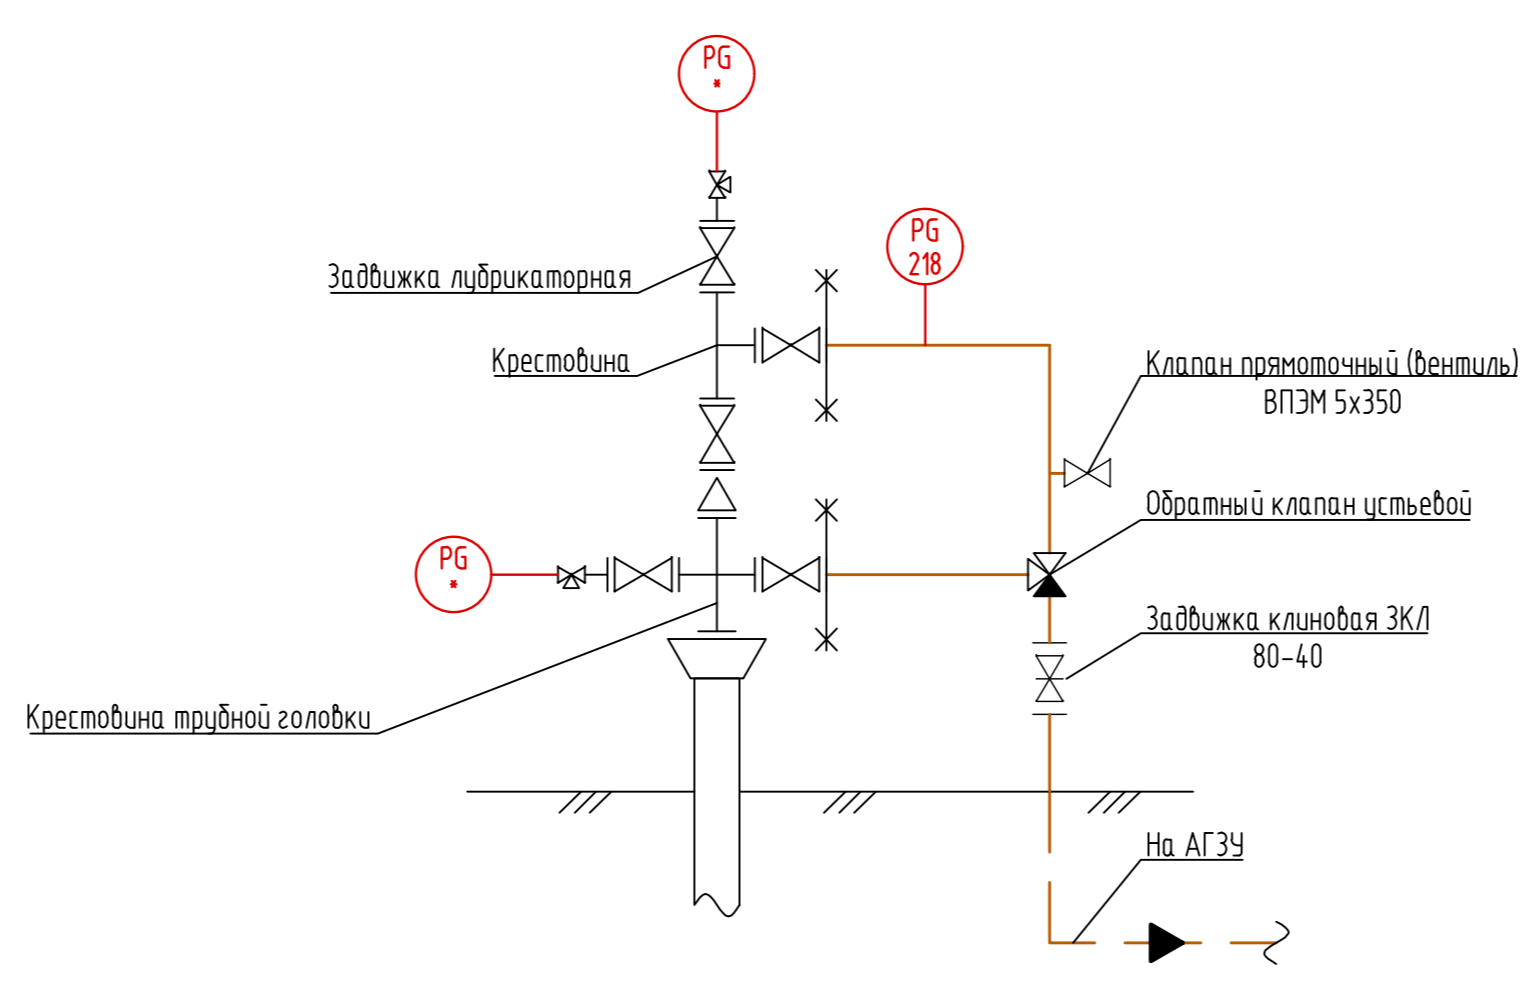 PG
*
PG
218
Задвижка лубрикаторная
Крестовина
Клапан прямоточный (вентиль)
ВПЭМ 5х350
Обратный клапан устьевой
PG
*
Задвижка клиновая ЗКЛ
80-40
Крестовина трубной головки
На АГЗУ